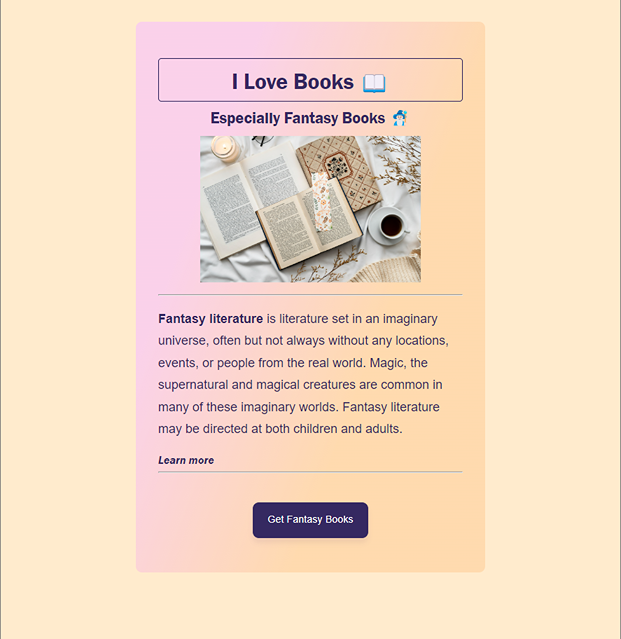 I Love Books 📖
Especially Fantasy Books 🧙‍♂️
Fantasy literature is literature set in an imaginary
universe, often but not always without any locations,
events, or people from the real world. Magic, the
supernatural and magical creatures are common in
many of these imaginary worlds. Fantasy literature
may be directed at both children and adults.
Learn more
Get Fantasy Books